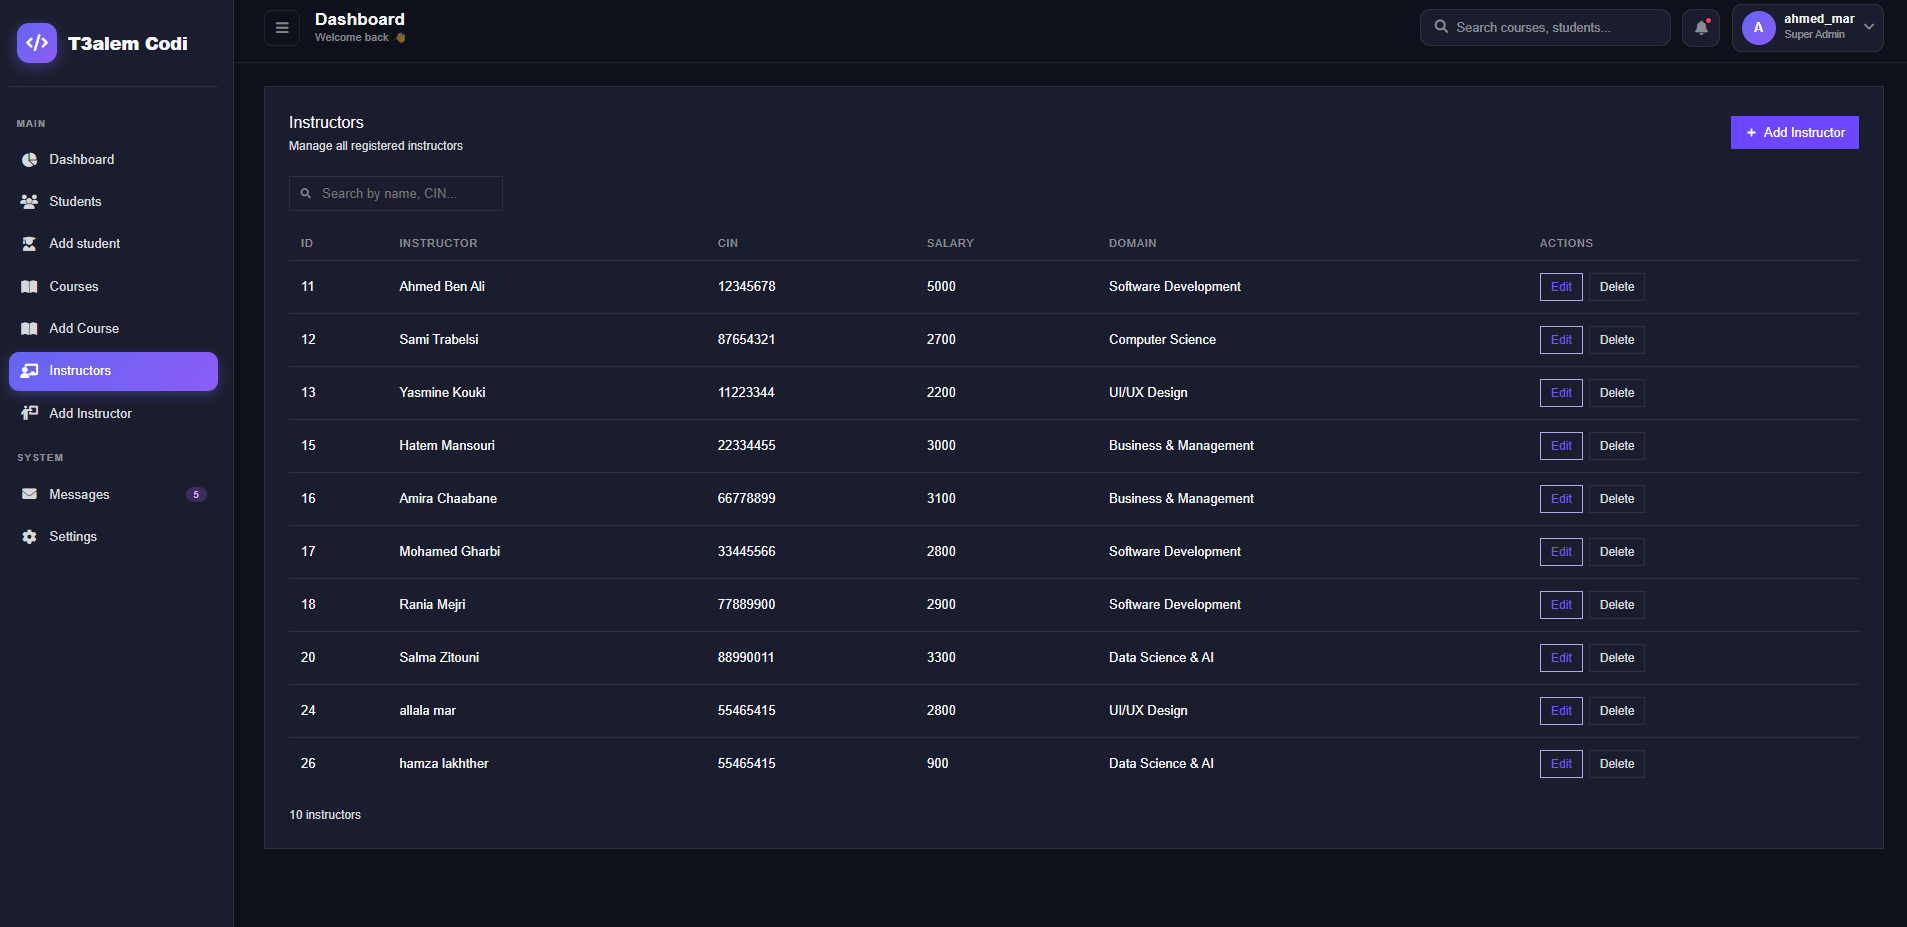 T3alem Codi
Dashboard
Welcome back 👋
Search courses, students...
A
ahmed_mar
Super Admin
MAIN
Dashboard
Students
Add student
Courses
Add Course
Instructors
Add Instructor
SYSTEM
Messages 5
Settings
Instructors
Manage all registered instructors
+ Add Instructor
Search by name, CIN...
ID INSTRUCTOR CIN SALARY DOMAIN ACTIONS
11 Ahmed Ben Ali 12345678 5000 Software Development Edit Delete
12 Sami Trabelsi 87654321 2700 Computer Science Edit Delete
13 Yasmine Kouki 11223344 2200 UI/UX Design Edit Delete
15 Hatem Mansouri 22334455 3000 Business & Management Edit Delete
16 Amira Chaabane 66778899 3100 Business & Management Edit Delete
17 Mohamed Gharbi 33445566 2800 Software Development Edit Delete
18 Rania Mejri 77889900 2900 Software Development Edit Delete
20 Salma Zitouni 88990011 3300 Data Science & AI Edit Delete
24 allala mar 55465415 2800 UI/UX Design Edit Delete
26 hamza lakhther 55465415 900 Data Science & AI Edit Delete
10 instructors